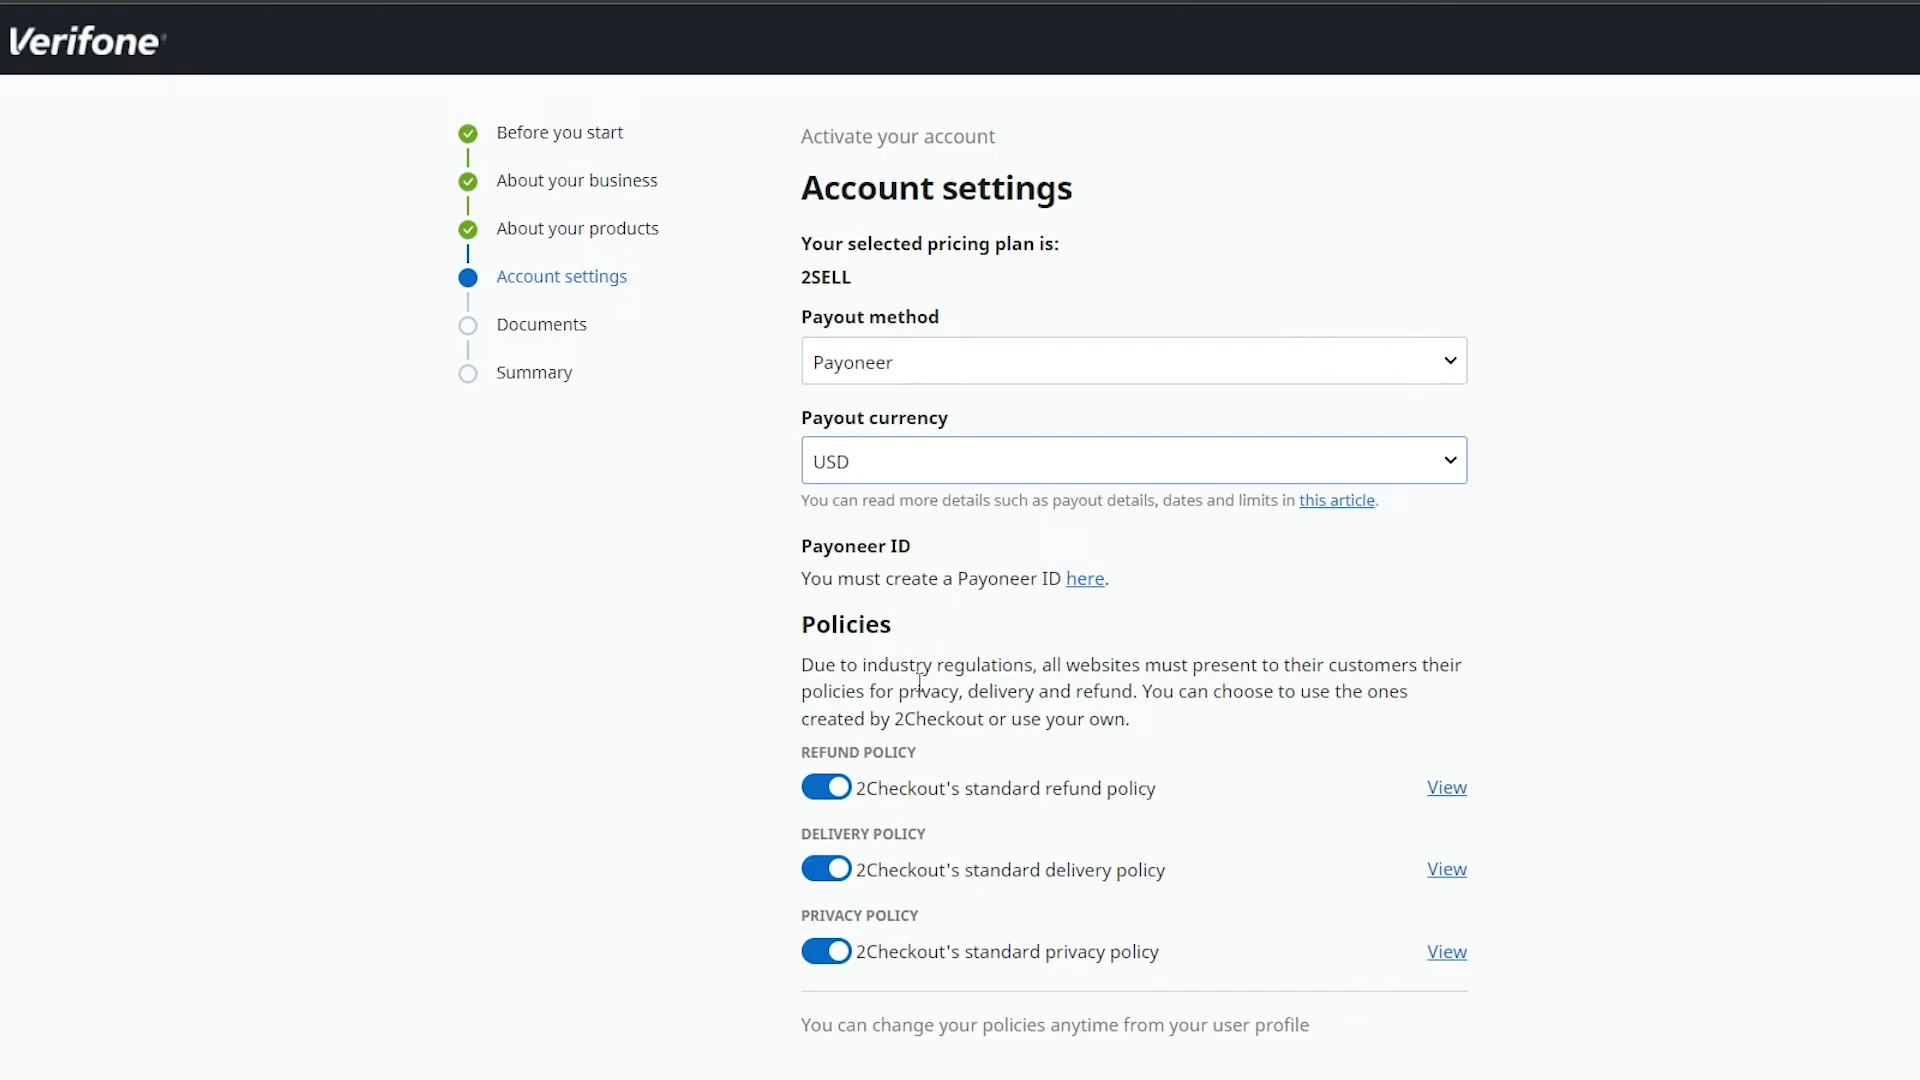 Verifone
Before you start
About your business
About your products
Account settings
Documents
Summary
Activate your account
Account settings
Your selected pricing plan is:
2SELL
Payout method
Payoneer
Payout currency
USD
You can read more details such as payout details, dates and limits in this article.
Payoneer ID
You must create a Payoneer ID here.
Policies
Due to industry regulations, all websites must present to their customers their
policies for privacy, delivery and refund. You can choose to use the ones
created by 2Checkout or use your own.
REFUND POLICY
2Checkout's standard refund policy View
DELIVERY POLICY
2Checkout's standard delivery policy View
PRIVACY POLICY
2Checkout's standard privacy policy View
You can change your policies anytime from your user profile